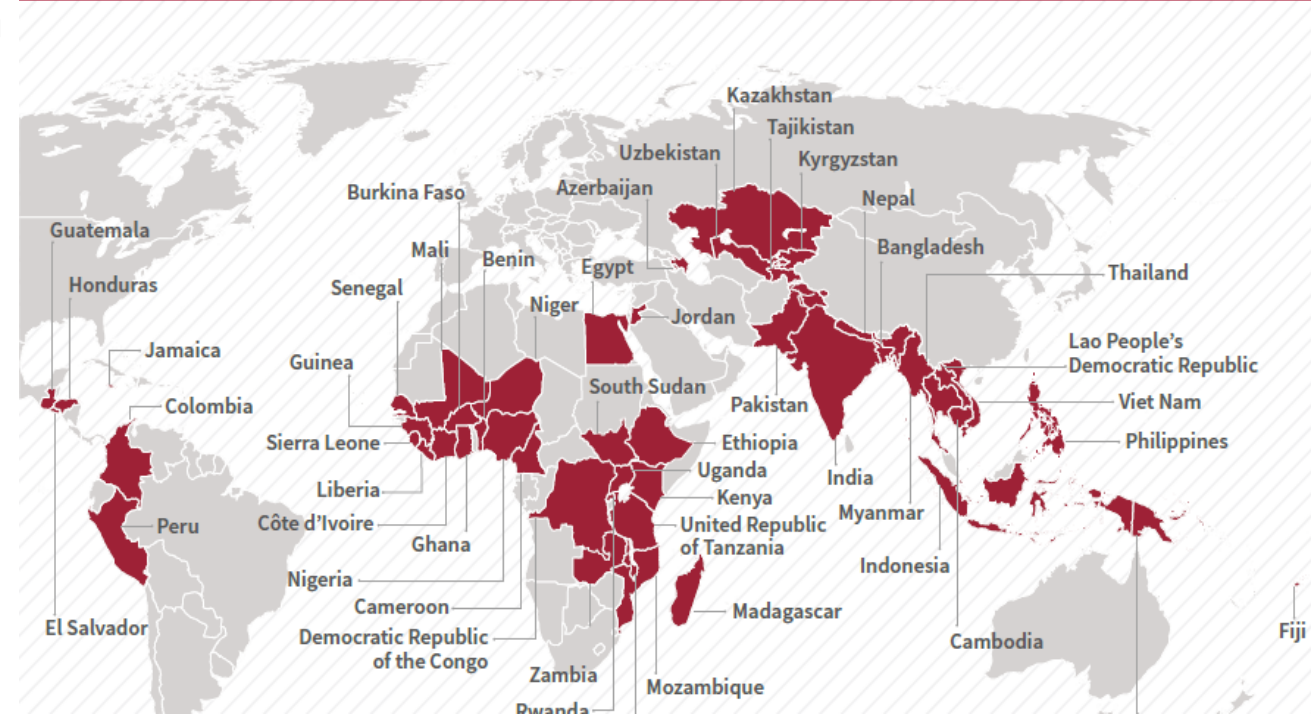 Kazakhstan
Tajikistan
Uzbekistan
Kyrgyzstan
Azerbaijan
Burkina Faso
Nepal
Guatemala
Bangladesh
Mali
Benin
Egypt
Thailand
Honduras
Senegal
Niger
Jordan
Jamaica
Lao People’s
Democratic Republic
Guinea
South Sudan
Colombia
Pakistan
Viet Nam
Sierra Leone
Ethiopia
Philippines
Uganda
India
Liberia
Kenya
Myanmar
Peru
Côte d’Ivoire
United Republic
of Tanzania
Ghana
Indonesia
Nigeria
Cameroon
Madagascar
El Salvador
Fiji
Democratic Republic
of the Congo
Cambodia
Zambia
Mozambique
Rwanda